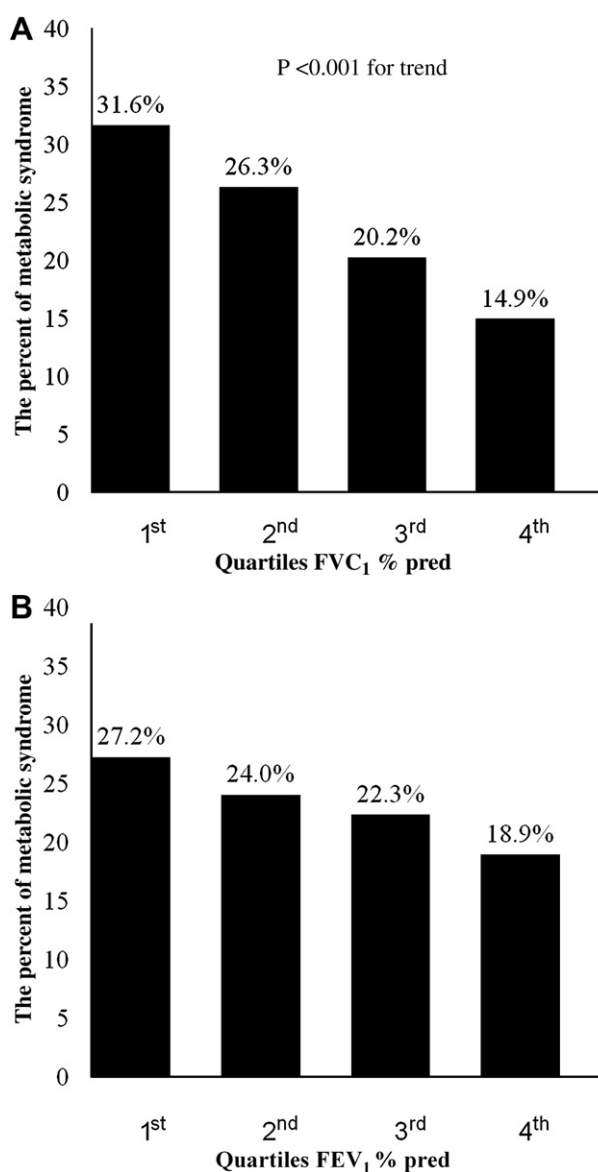 A
40
P <0.001 for trend
35
31.6%
30
26.3%
25
20.2%
20
14.9%
15
10
5
0
The percent of metabolic syndrome
1st 2nd 3rd 4th
Quartiles FVC1 % pred
B
40
35
30
27.2%
25
24.0%
22.3%
20
18.9%
15
10
5
0
The percent of metabolic syndrome
1st 2nd 3rd 4th
Quartiles FEV1 % pred